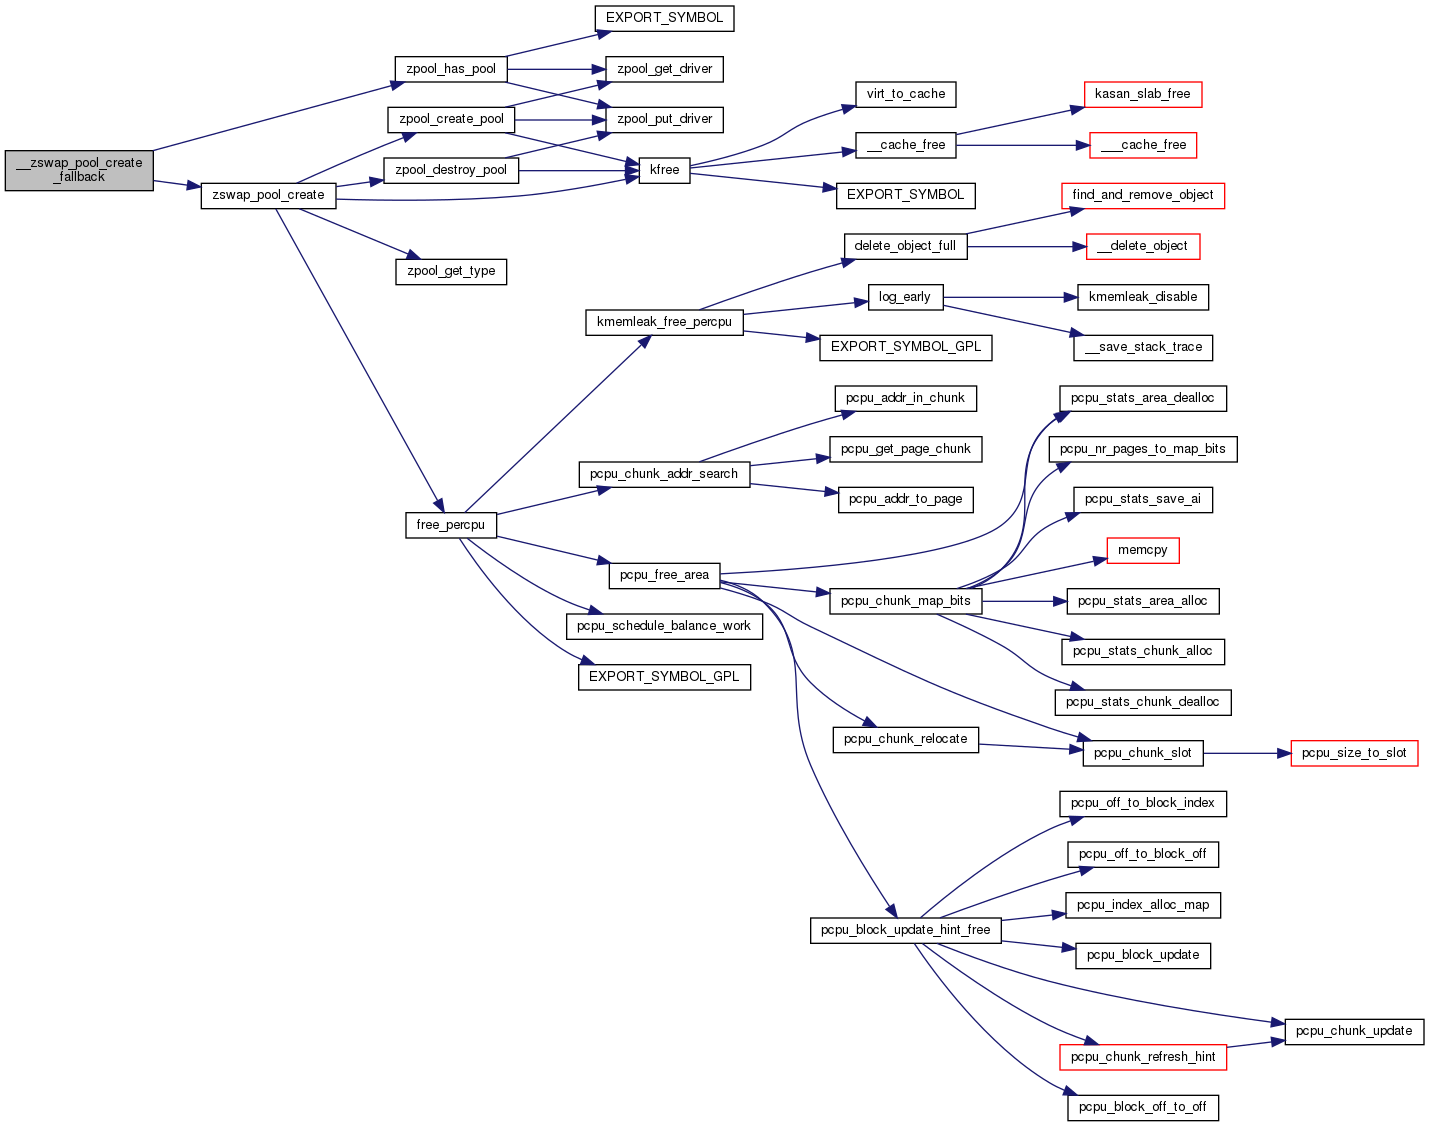 EXPORT_SYMBOL
zpool_has_pool
zpool_get_driver
virt_to_cache
kasan_slab_free
zpool_create_pool
zpool_put_driver
__cache_free
___cache_free
__zswap_pool_create
_fallback
zpool_destroy_pool
kfree
zswap_pool_create
EXPORT_SYMBOL
find_and_remove_object
delete_object_full
__delete_object
zpool_get_type
log_early
kmemleak_disable
kmemleak_free_percpu
EXPORT_SYMBOL_GPL
__save_stack_trace
pcpu_addr_in_chunk
pcpu_stats_area_dealloc
pcpu_get_page_chunk
pcpu_nr_pages_to_map_bits
pcpu_chunk_addr_search
pcpu_addr_to_page
pcpu_stats_save_ai
free_percpu
memcpy
pcpu_free_area
pcpu_chunk_map_bits
pcpu_stats_area_alloc
pcpu_schedule_balance_work
pcpu_stats_chunk_alloc
EXPORT_SYMBOL_GPL
pcpu_stats_chunk_dealloc
pcpu_chunk_relocate
pcpu_chunk_slot
pcpu_size_to_slot
pcpu_off_to_block_index
pcpu_off_to_block_off
pcpu_index_alloc_map
pcpu_block_update_hint_free
pcpu_block_update
pcpu_chunk_update
pcpu_chunk_refresh_hint
pcpu_block_off_to_off